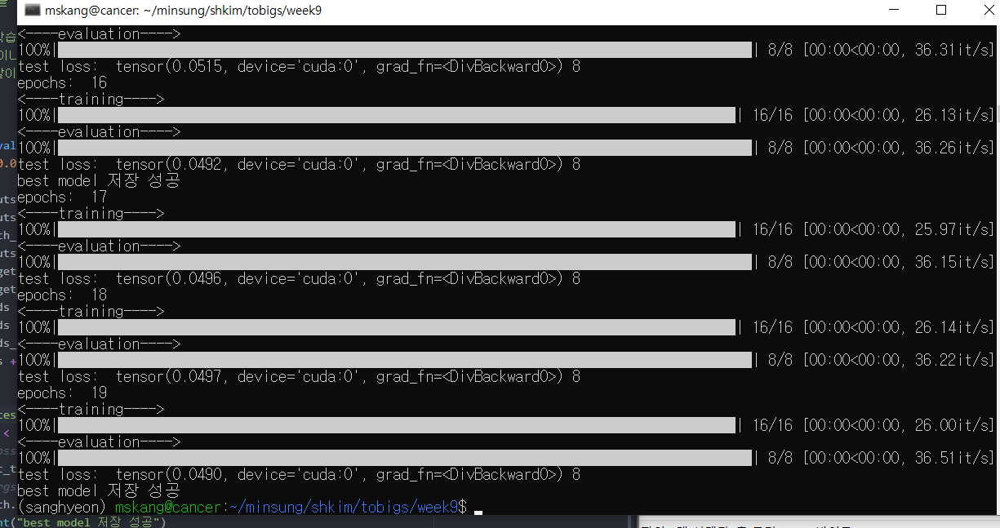 mskang@cancer: ~/minsung/shkim/tobigs/week9
<----evaluation---->
100%| | 8/8 [00:00<00:00, 36.31it/s]
test loss:  tensor(0.0515, device='cuda:0', grad_fn=<DivBackward0>) 8
epochs:  16
<----training---->
100%| | 16/16 [00:00<00:00, 26.13it/s]
<----evaluation---->
100%| | 8/8 [00:00<00:00, 36.26it/s]
test loss:  tensor(0.0492, device='cuda:0', grad_fn=<DivBackward0>) 8
best model 저장 성공
epochs:  17
<----training---->
100%| | 16/16 [00:00<00:00, 25.97it/s]
<----evaluation---->
100%| | 8/8 [00:00<00:00, 36.15it/s]
test loss:  tensor(0.0496, device='cuda:0', grad_fn=<DivBackward0>) 8
epochs:  18
<----training---->
100%| | 16/16 [00:00<00:00, 26.14it/s]
<----evaluation---->
100%| | 8/8 [00:00<00:00, 36.22it/s]
test loss:  tensor(0.0497, device='cuda:0', grad_fn=<DivBackward0>) 8
epochs:  19
<----training---->
100%| | 16/16 [00:00<00:00, 26.00it/s]
<----evaluation---->
100%| | 8/8 [00:00<00:00, 36.51it/s]
test loss:  tensor(0.0490, device='cuda:0', grad_fn=<DivBackward0>) 8
best model 저장 성공
(sanghyeon) mskang@cancer:~/minsung/shkim/tobigs/week9$
nt("best model 저장 성공")